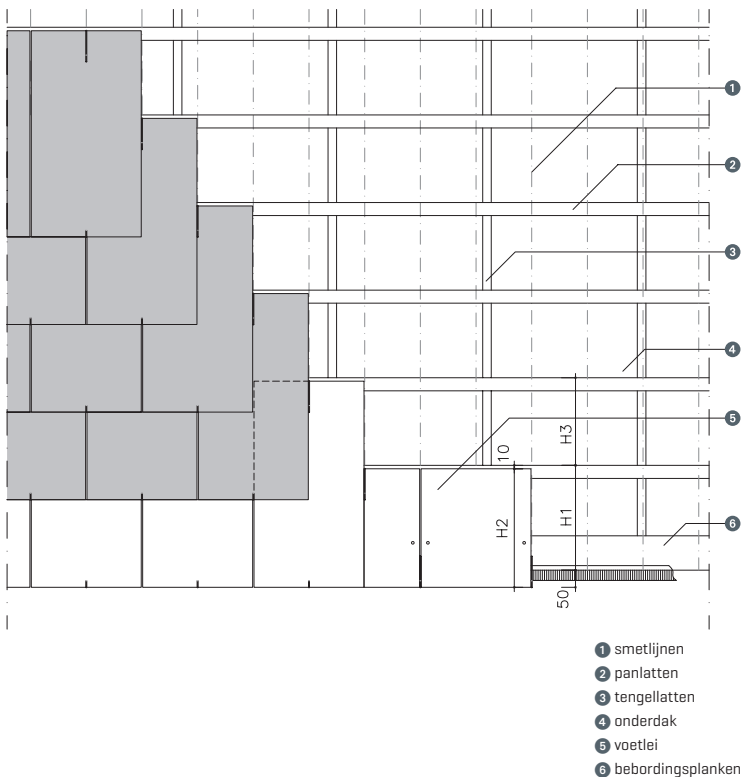 1
2
3
4
5
H3
10
H2
H1
6
50
1 smetlijnen
2 panlatten
3 tengellatten
4 onderdak
5 voetlei
6 bebordingsplanken